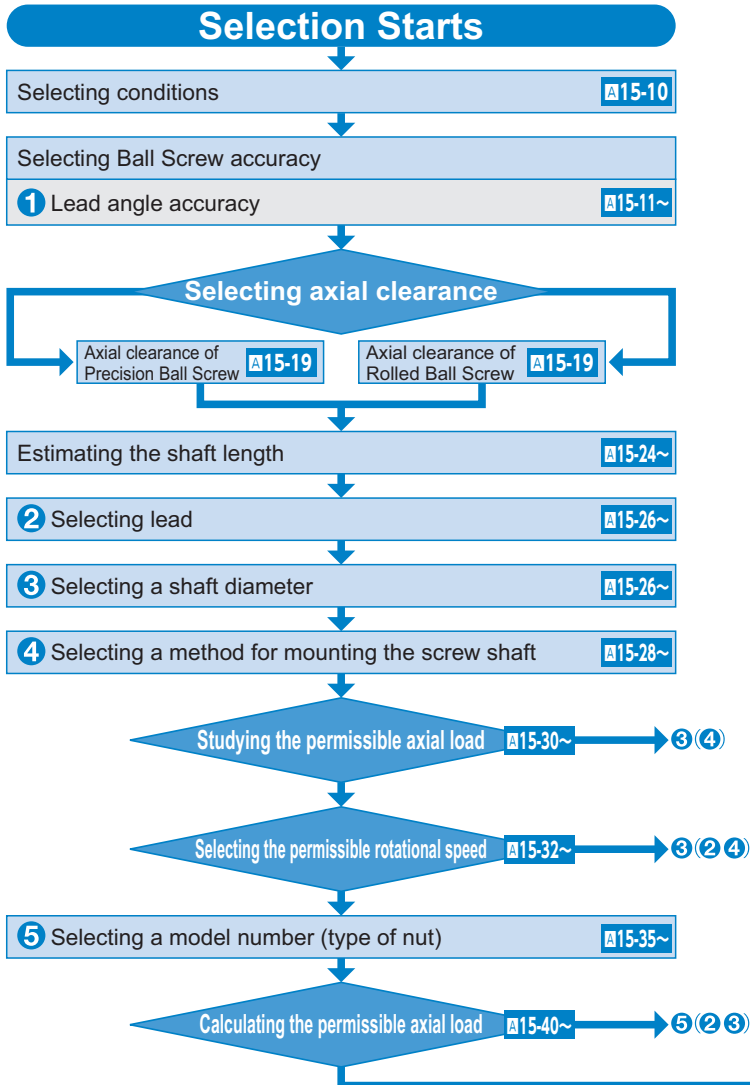 Selection Starts
Selecting conditions A15-10
Selecting Ball Screw accuracy
1 Lead angle accuracy A15-11~
Selecting axial clearance
Axial clearance of
Precision Ball Screw A15-19
Axial clearance of
Rolled Ball Screw A15-19
Estimating the shaft length A15-24~
2 Selecting lead A15-26~
3 Selecting a shaft diameter A15-26~
4 Selecting a method for mounting the screw shaft A15-28~
Studying the permissible axial load A15-30~ 3(4)
Selecting the permissible rotational speed A15-32~ 3(2 4)
5 Selecting a model number (type of nut) A15-35~
Calculating the permissible axial load A15-40~ 5(2 3)